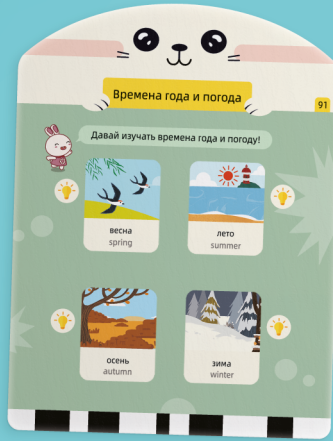 Времена года и погода
91
Давай изучать времена года и погоду!
весна
spring
лето
summer
осень
autumn
зима
winter